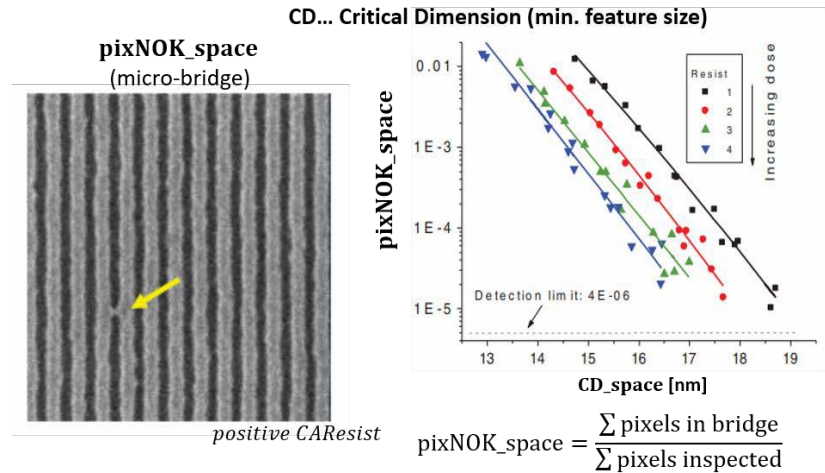 CD... Critical Dimension (min. feature size)
pixNOK_space
(micro-bridge)
positive CAResist
pixNOK_space
0.01
1E-3
1E-4
1E-5
Resist
1
2
3
4
Increasing dose
Detection limit: 4E-06
13 14 15 16 17 18 19
CD_space [nm]
pixNOK_space = ∑ pixels in bridge / ∑ pixels inspected